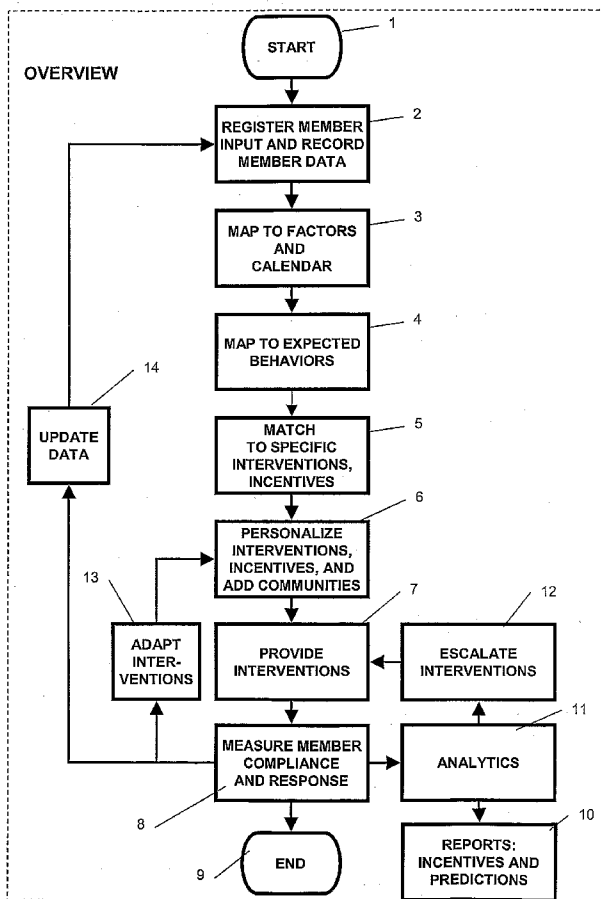 1
START
OVERVIEW
2
REGISTER MEMBER
INPUT AND RECORD
MEMBER DATA
3
MAP TO FACTORS
AND
CALENDAR
4
MAP TO EXPECTED
BEHAVIORS
14
UPDATE
DATA
5
MATCH
TO SPECIFIC
INTERVENTIONS,
INCENTIVES
6
PERSONALIZE
INTERVENTIONS,
INCENTIVES, AND
ADD COMMUNITIES
13
ADAPT
INTER-
VENTIONS
7
PROVIDE
INTERVENTIONS
12
ESCALATE
INTERVENTIONS
MEASURE MEMBER
COMPLIANCE
AND RESPONSE
8
11
ANALYTICS
9
END
10
REPORTS:
INCENTIVES AND
PREDICTIONS